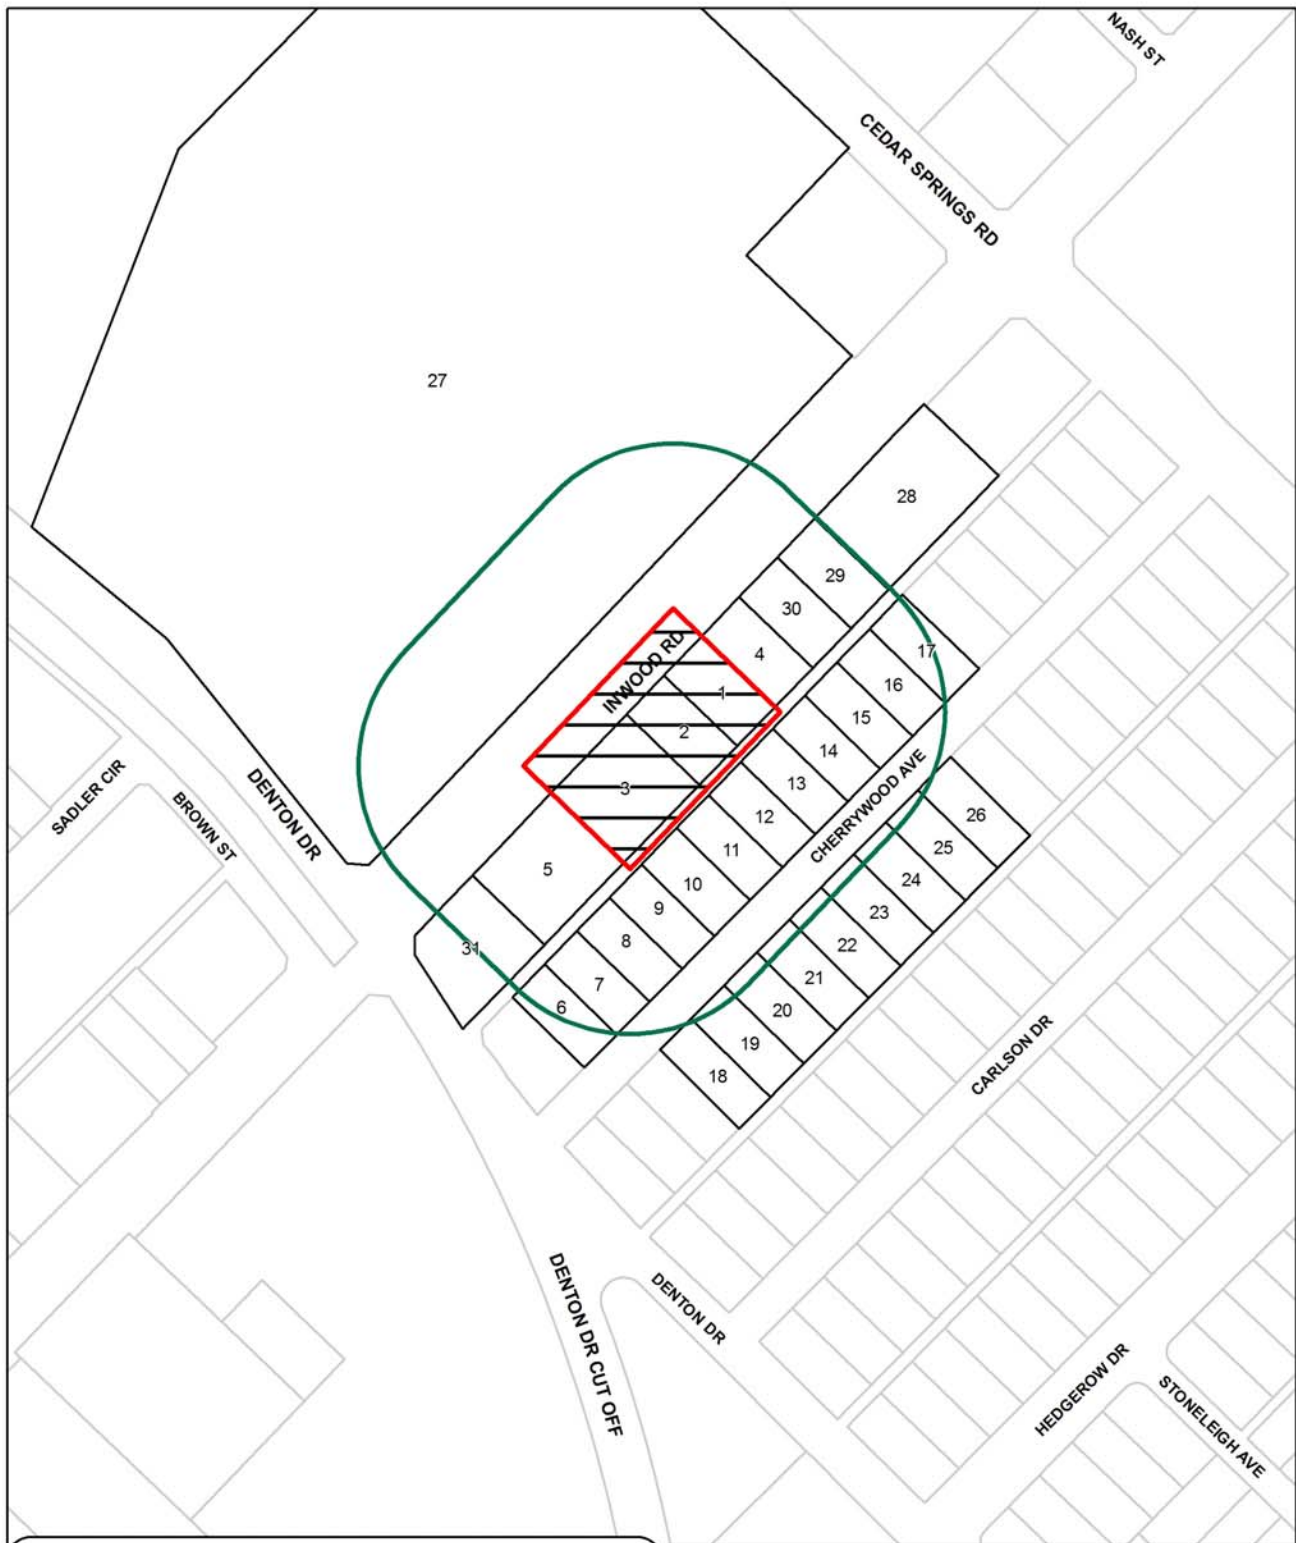 NASH ST
CEDAR SPRINGS RD
27
28
29
30
17
4
16
INWOOD RD
1
15
2
14
CHERRYWOOD AVE
13
3
12
26
SADLER CIR
BROWN ST
DENTON DR
11
25
5
10
24
9
23
31
8
22
7
21
6
20
19
18
CARLSON DR
DENTON DR CUT OFF
DENTON DR
HEDGEROW DR
STONELEIGH AVE